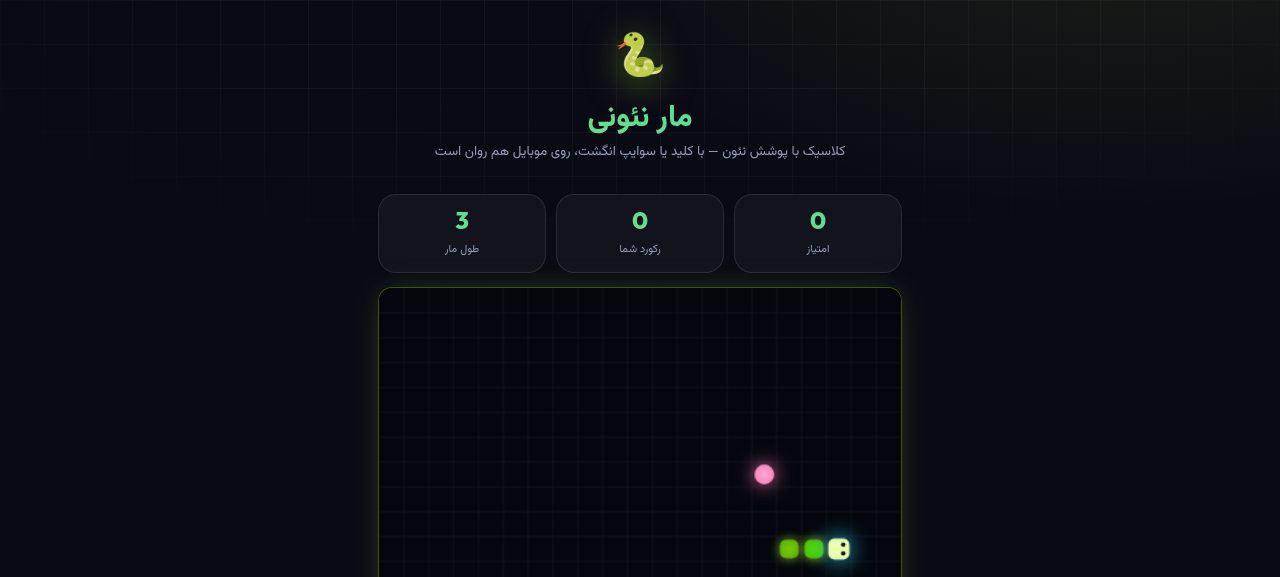 مار نئونی
کلاسیک با پوشش نئون — با کلید یا سوایپ انگشت، روی موبایل هم روان است
0
امتیاز
0
رکورد شما
3
طول مار